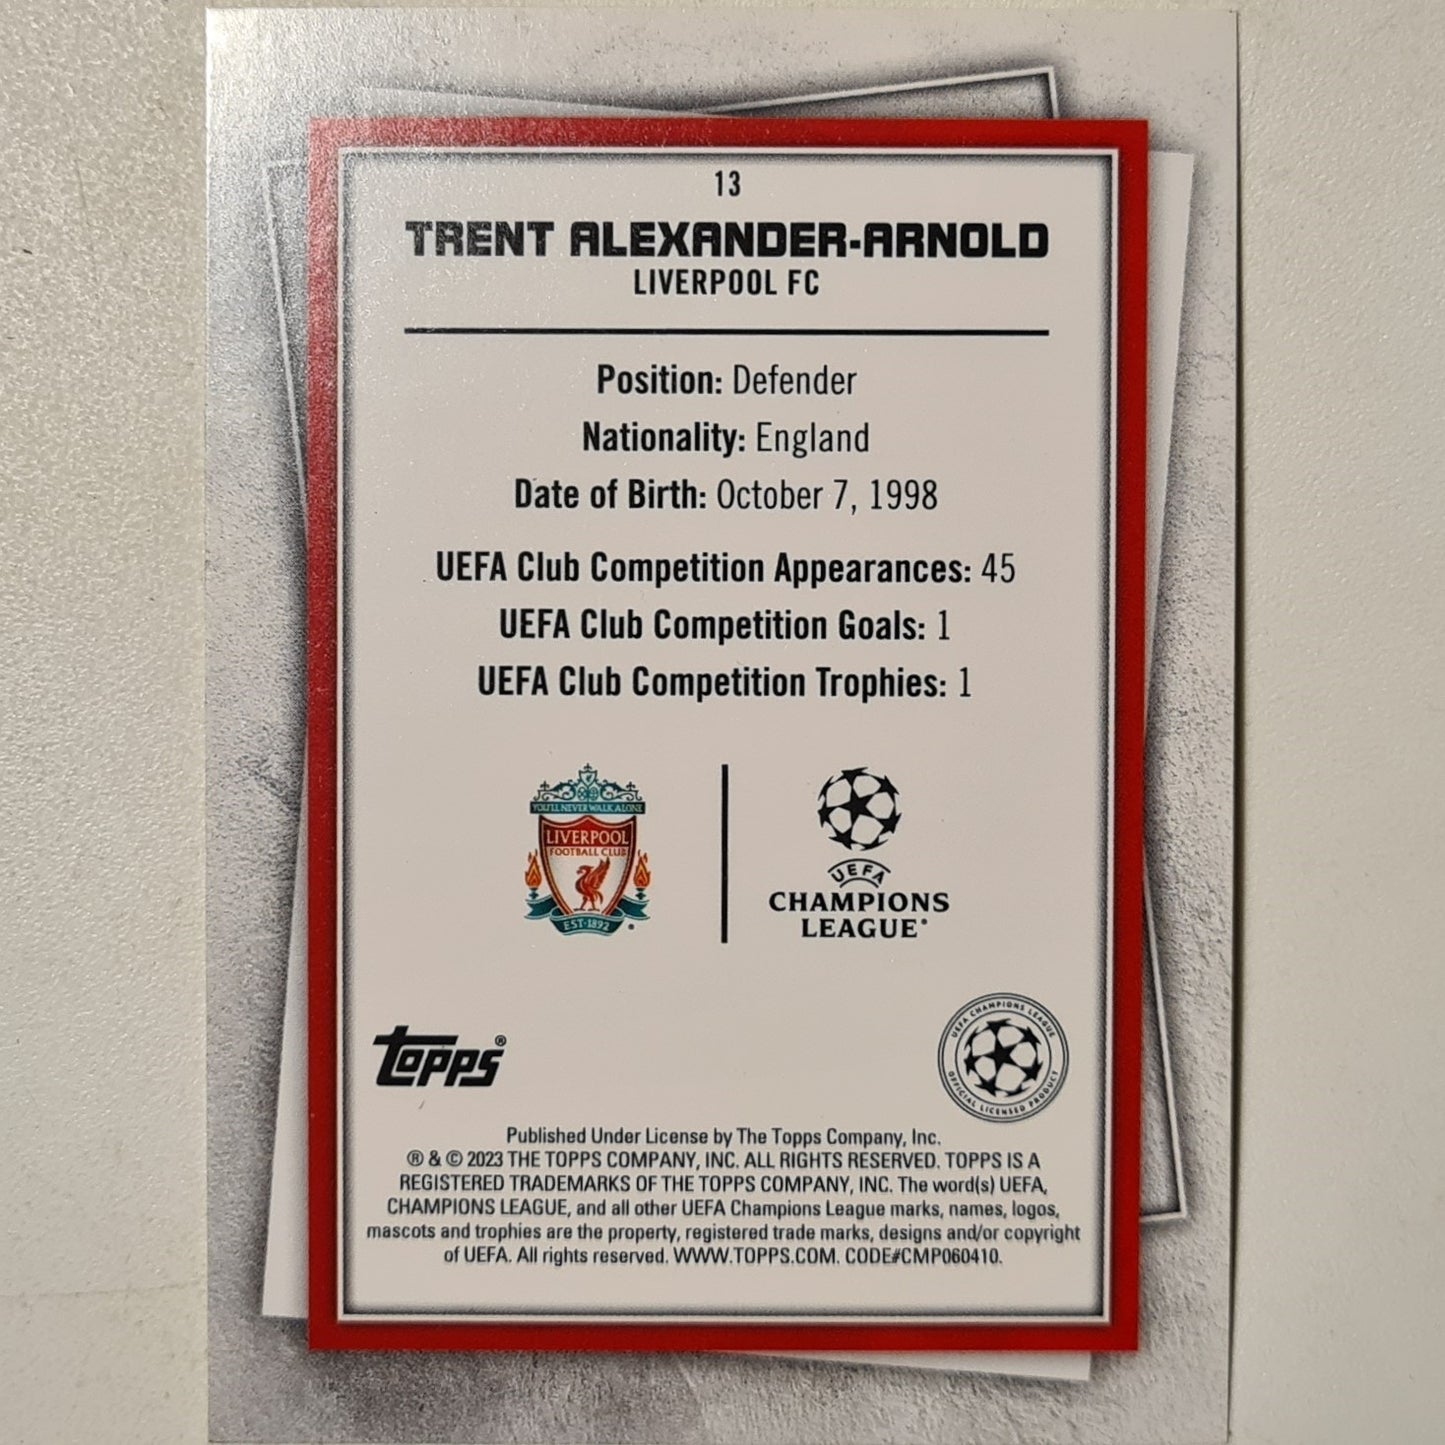 13
TRENT ALEXANDER-ARNOLD
LIVERPOOL FC
Position: Defender
Nationality: England
Date of Birth: October 7, 1998
UEFA Club Competition Appearances: 45
UEFA Club Competition Goals: 1
UEFA Club Competition Trophies: 1
YOU'LL NEVER WALK ALONE
LIVERPOOL
FOOTBALL CLUB
EST·1892
UEFA
CHAMPIONS
LEAGUE®
TOPPS®
UEFA CHAMPIONS LEAGUE
OFFICIAL LICENSED PRODUCT
Published Under License by The Topps Company, Inc.
® & © 2023 THE TOPPS COMPANY, INC. ALL RIGHTS RESERVED. TOPPS IS A
REGISTERED TRADEMARKS OF THE TOPPS COMPANY, INC. The word(s) UEFA,
CHAMPIONS LEAGUE, and all other UEFA Champions League marks, names, logos,
mascots and trophies are the property, registered trade marks, designs and/or copyright
of UEFA. All rights reserved. WWW.TOPPS.COM. CODE#CMP060410.